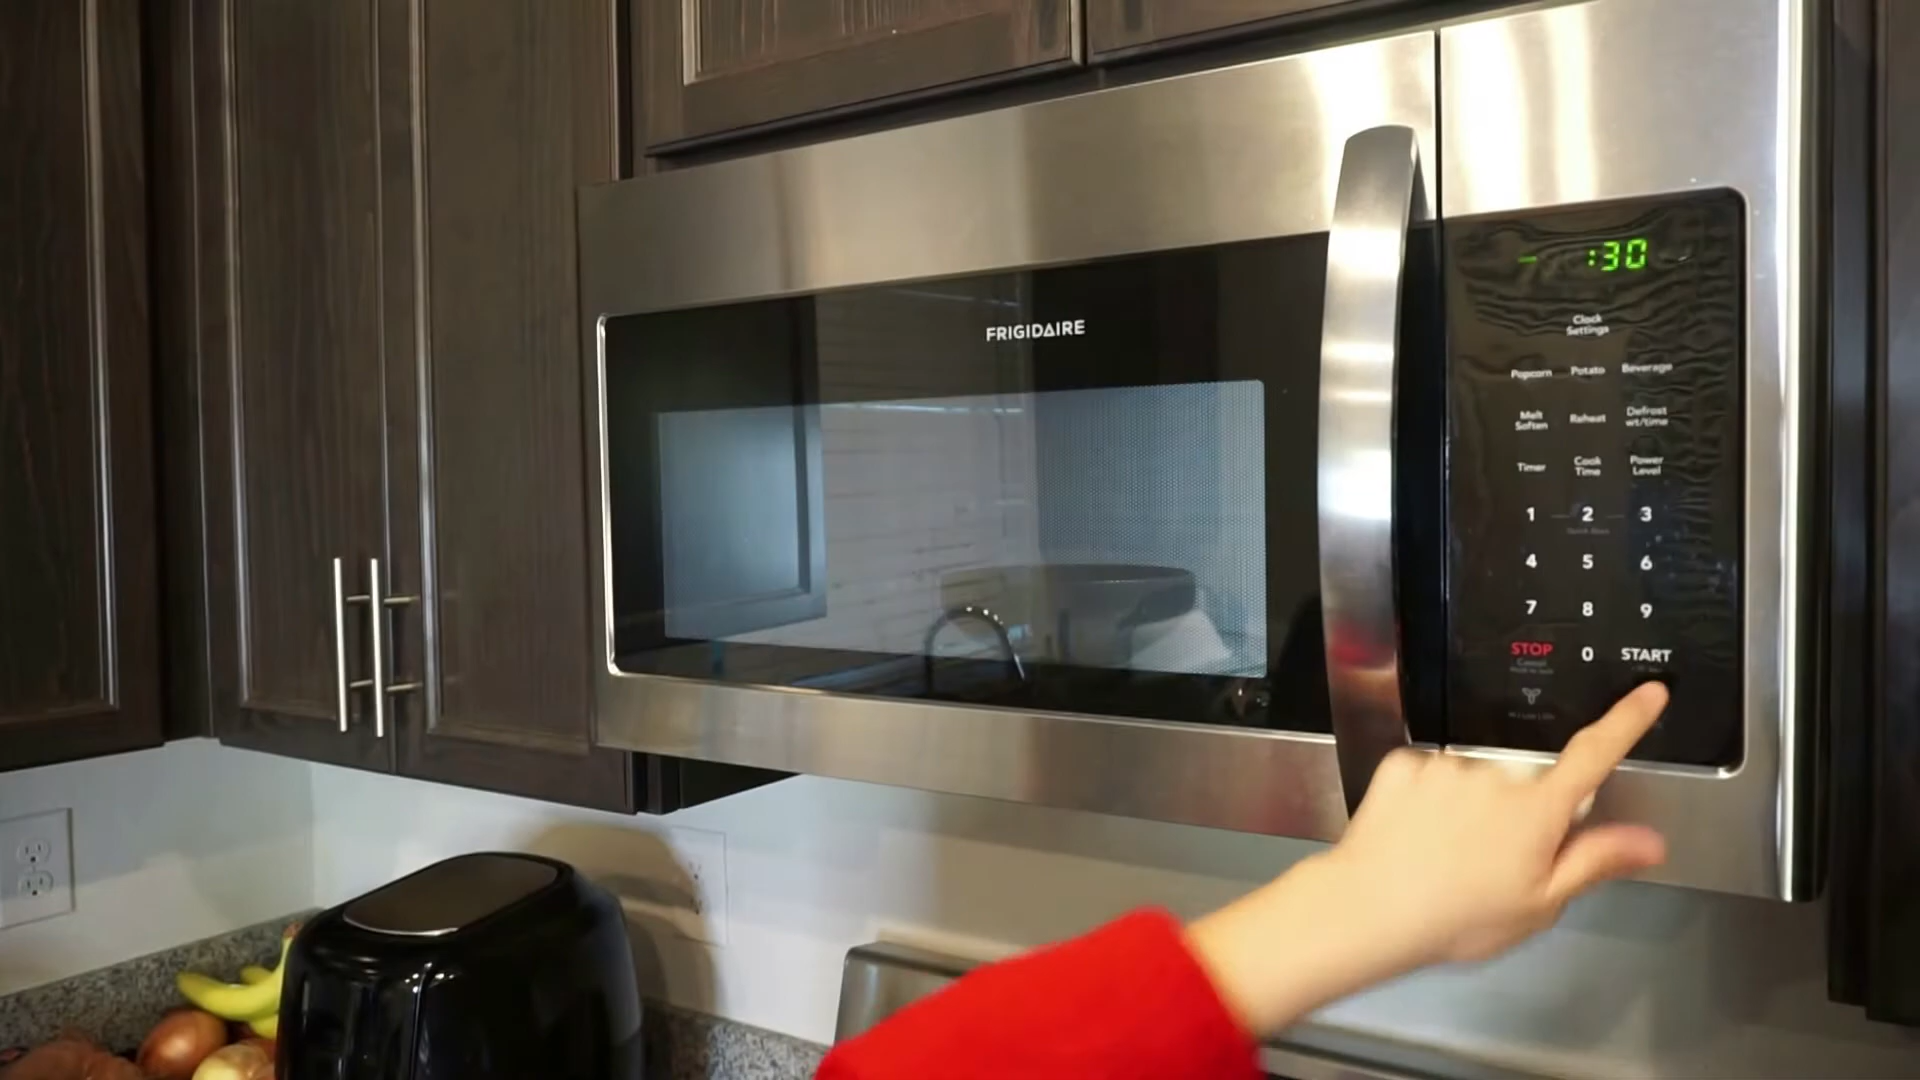 :30
FRIGIDAIRE
Clock
Settings
Popcorn Potato Beverage
Melt
Soften
Reheat
Defrost
wt/time
Timer
Cook
Time
Power
Level
1 2 3
4 5 6
7 8 9
STOP 0 START
Cancel